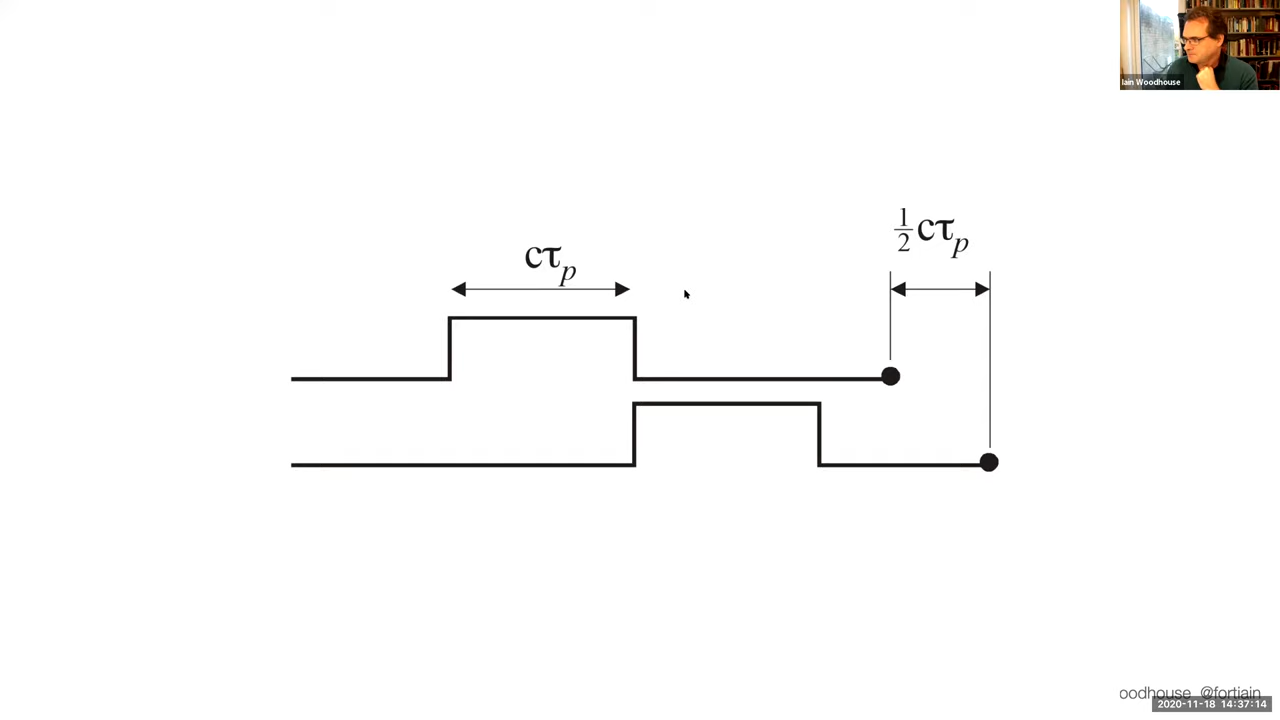 Iain Woodhouse
½cτₚ
cτₚ
oodhouse @fortiain
2020-11-18 14:37:14